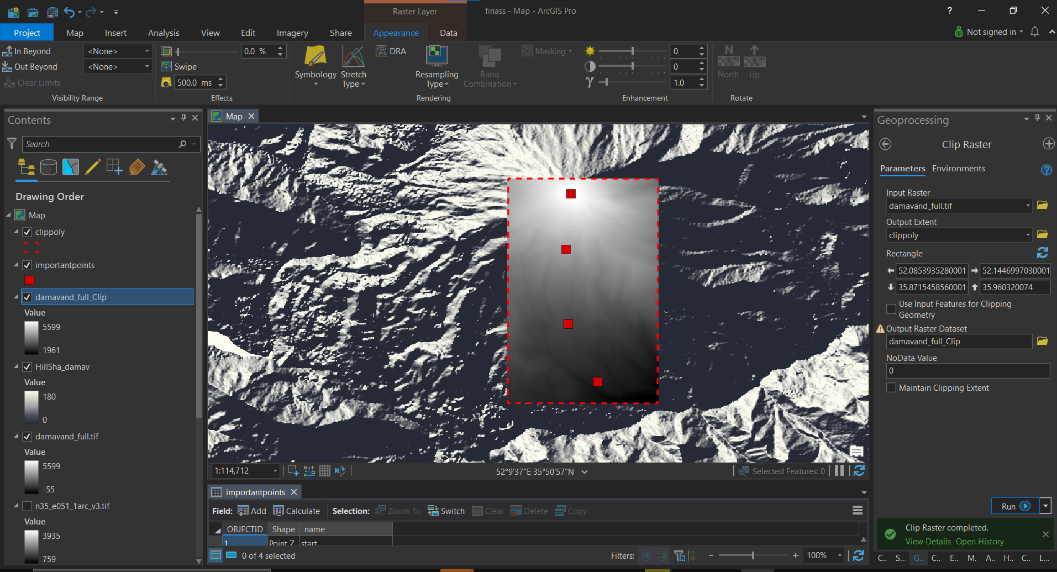 Raster Layer
finass - Map - ArcGIS Pro
?
Project
Map
Insert
Analysis
View
Edit
Imagery
Share
Appearance
Data
Not signed in
In Beyond
<None>
Out Beyond
<None>
Clear Limits
Visibility Range
0.0 %
Swipe
500.0 ms
Effects
Symbology
Stretch Type
DRA
Resampling Type
Band Combination
Masking
Rendering
0
0
1.0
Enhancement
North
Up
Rotate
Contents
Search
Drawing Order
Map
clippoly
importantpoints
damavand_full_Clip
Value
5599
1961
HillSha_damav
Value
180
0
damavand_full.tif
Value
5599
-55
n35_e051_1arc_v3.tif
Value
3935
759
Map
1:114,712
52°9'37"E 35°50'57"N
Selected Features: 0
importantpoints
Field:
Add
Calculate
Selection:
Zoom To
Switch
Clear
Delete
Copy
OBJECTID
Shape
name
1
Point Z
start
0 of 4 selected
Filters:
100%
Geoprocessing
Clip Raster
Parameters
Environments
Input Raster
damavand_full.tif
Output Extent
clippoly
Rectangle
52.0853935280001
52.1446997030001
35.8715458560001
35.960320074
Use Input Features for Clipping
Geometry
Output Raster Dataset
damavand_full_Clip
NoData Value
0
Maintain Clipping Extent
Run
Clip Raster completed.
View Details Open History
C...
S...
G...
C...
E...
M...
A...
H...
C...
L...